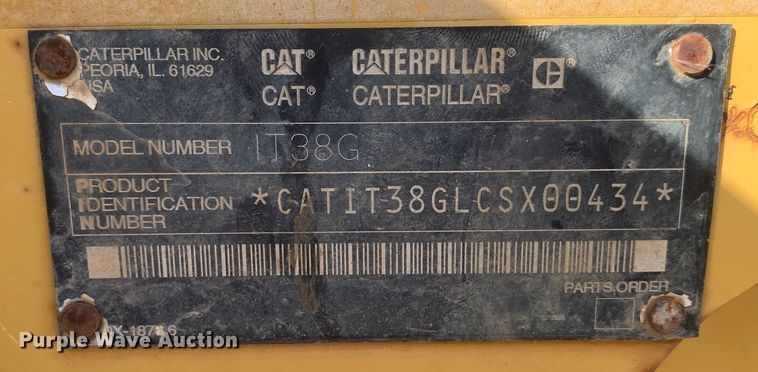 CATERPILLAR INC.
PEORIA, IL. 61629
USA
CAT® CATERPILLAR® C®
CAT® CATERPILLAR®
MODEL NUMBER IT38G
PRODUCT
IDENTIFICATION
NUMBER
*CATIT38GLCSX00434*
PARTS ORDER
Purple Wave Auction